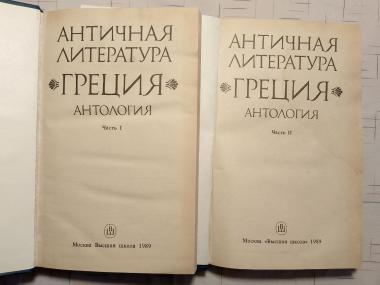 АНТИЧНАЯ
ЛИТЕРАТУРА
ГРЕЦИЯ
АНТОЛОГИЯ
Часть I
Москва Высшая школа 1989
АНТИЧНАЯ
ЛИТЕРАТУРА
ГРЕЦИЯ
АНТОЛОГИЯ
Часть II
Москва «Высшая школа» 1989